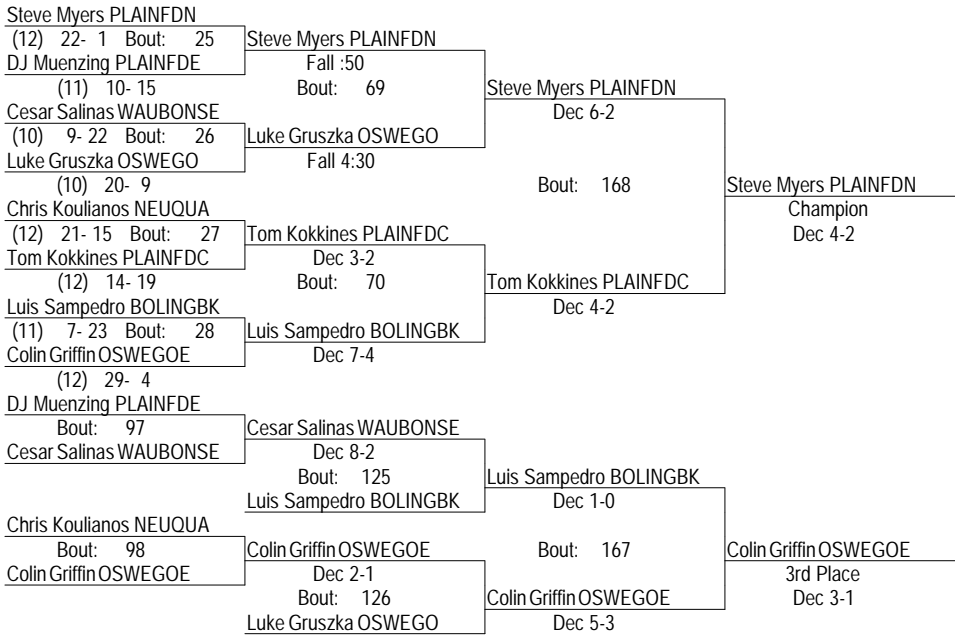 Steve Myers PLAINFDN
(12) 22- 1 Bout: 25 Steve Myers PLAINFDN
DJ Muenzing PLAINFDE Fall :50
(11) 10- 15 Bout: 69 Steve Myers PLAINFDN
Cesar Salinas WAUBONSE Dec 6-2
(10) 9- 22 Bout: 26 Luke Gruszka OSWEGO
Luke Gruszka OSWEGO Fall 4:30
(10) 20- 9 Bout: 168 Steve Myers PLAINFDN
Chris Koulianos NEUQUA Champion
(12) 21- 15 Bout: 27 Tom Kokkines PLAINFDC Dec 4-2
Tom Kokkines PLAINFDC Dec 3-2
(12) 14- 19 Bout: 70 Tom Kokkines PLAINFDC
Luis Sampedro BOLINGBK Dec 4-2
(11) 7- 23 Bout: 28 Luis Sampedro BOLINGBK
Colin Griffin OSWEGOE Dec 7-4
(12) 29- 4
DJ Muenzing PLAINFDE
Bout: 97 Cesar Salinas WAUBONSE
Cesar Salinas WAUBONSE Dec 8-2
Bout: 125 Luis Sampedro BOLINGBK
Luis Sampedro BOLINGBK Dec 1-0
Chris Koulianos NEUQUA
Bout: 98 Colin Griffin OSWEGOE Bout: 167 Colin Griffin OSWEGOE
Colin Griffin OSWEGOE Dec 2-1 3rd Place
Bout: 126 Colin Griffin OSWEGOE Dec 3-1
Luke Gruszka OSWEGO Dec 5-3